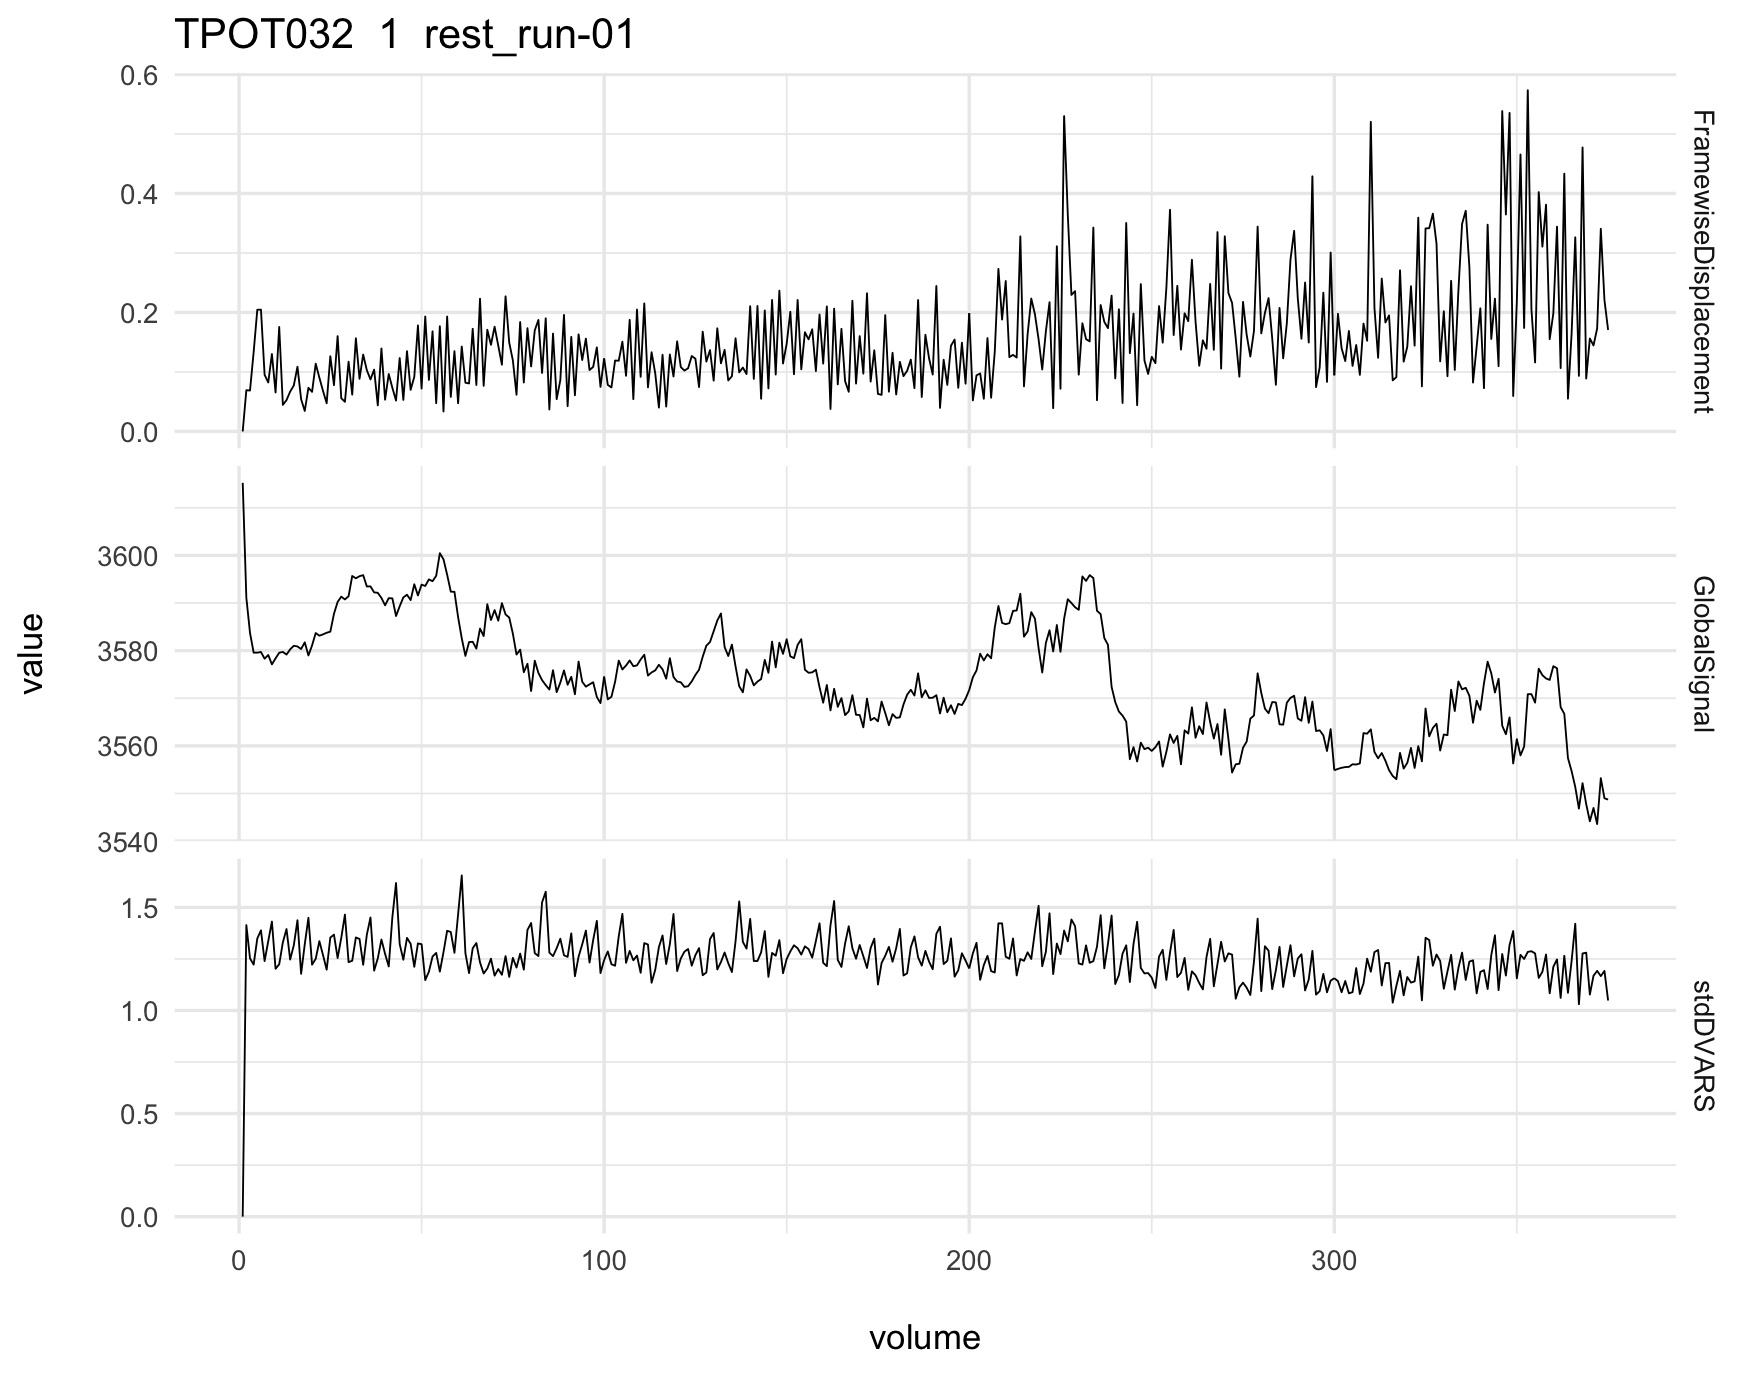 TPOT032 1 rest_run-01
0.6
0.4
0.2
0.0
FramewiseDisplacement
3600
3580
3560
3540
GlobalSignal
value
1.5
1.0
0.5
0.0
stdDVARS
0 100 200 300
volume